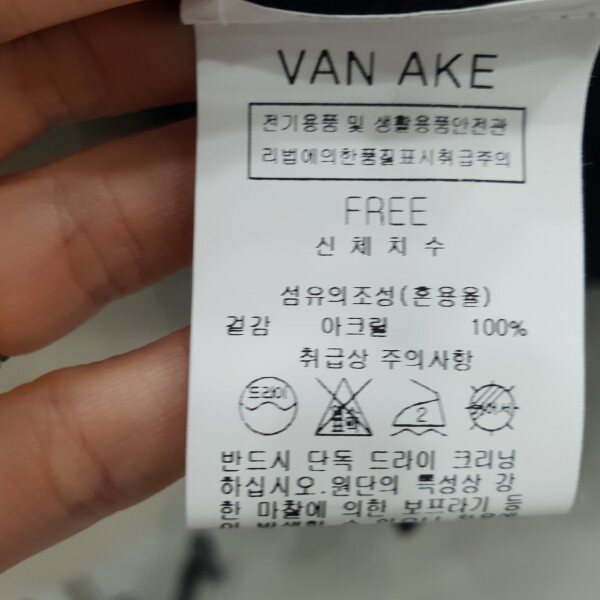 VAN AKE
전기용품 및 생활용품안전관
리법에의한품질표시취급주의
FREE
신체치수
섬유의조성(혼용율)
겉감 아크릴 100%
취급상 주의사항
드라이
2
반드시 단독 드라이 크리닝
하십시오.원단의 특성상 강
한 마찰에 의한 보프라기 등